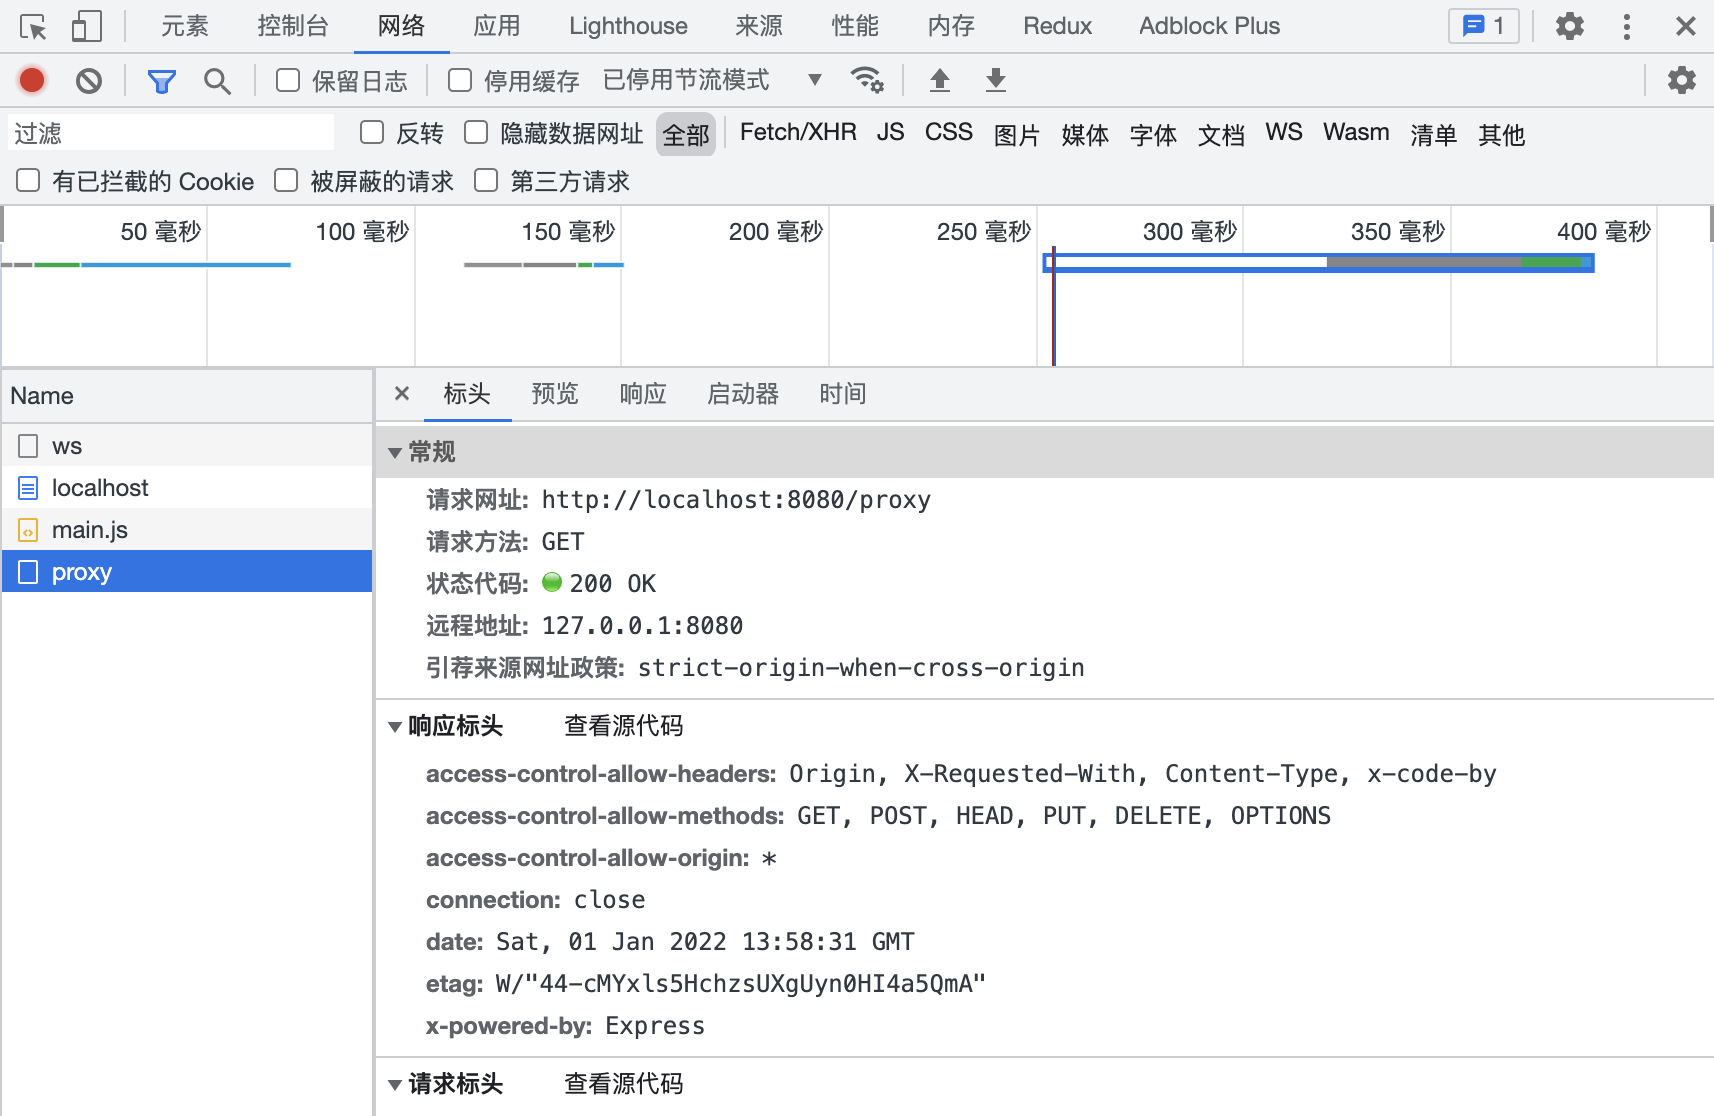 元素 控制台 网络 应用 Lighthouse 来源 性能 内存 Redux Adblock Plus 1
保留日志 停用缓存 已停用节流模式
过滤 反转 隐藏数据网址 全部 Fetch/XHR JS CSS 图片 媒体 字体 文档 WS Wasm 清单 其他
有已拦截的 Cookie 被屏蔽的请求 第三方请求
50 毫秒 100 毫秒 150 毫秒 200 毫秒 250 毫秒 300 毫秒 350 毫秒 400 毫秒
Name
ws
localhost
main.js
proxy
标头 预览 响应 启动器 时间
常规
请求网址: http://localhost:8080/proxy
请求方法: GET
状态代码: 200 OK
远程地址: 127.0.0.1:8080
引荐来源网址政策: strict-origin-when-cross-origin
响应标头 查看源代码
access-control-allow-headers: Origin, X-Requested-With, Content-Type, x-code-by
access-control-allow-methods: GET, POST, HEAD, PUT, DELETE, OPTIONS
access-control-allow-origin: *
connection: close
date: Sat, 01 Jan 2022 13:58:31 GMT
etag: W/"44-cMYxls5HchzsUXgUyn0HI4a5QmA"
x-powered-by: Express
请求标头 查看源代码